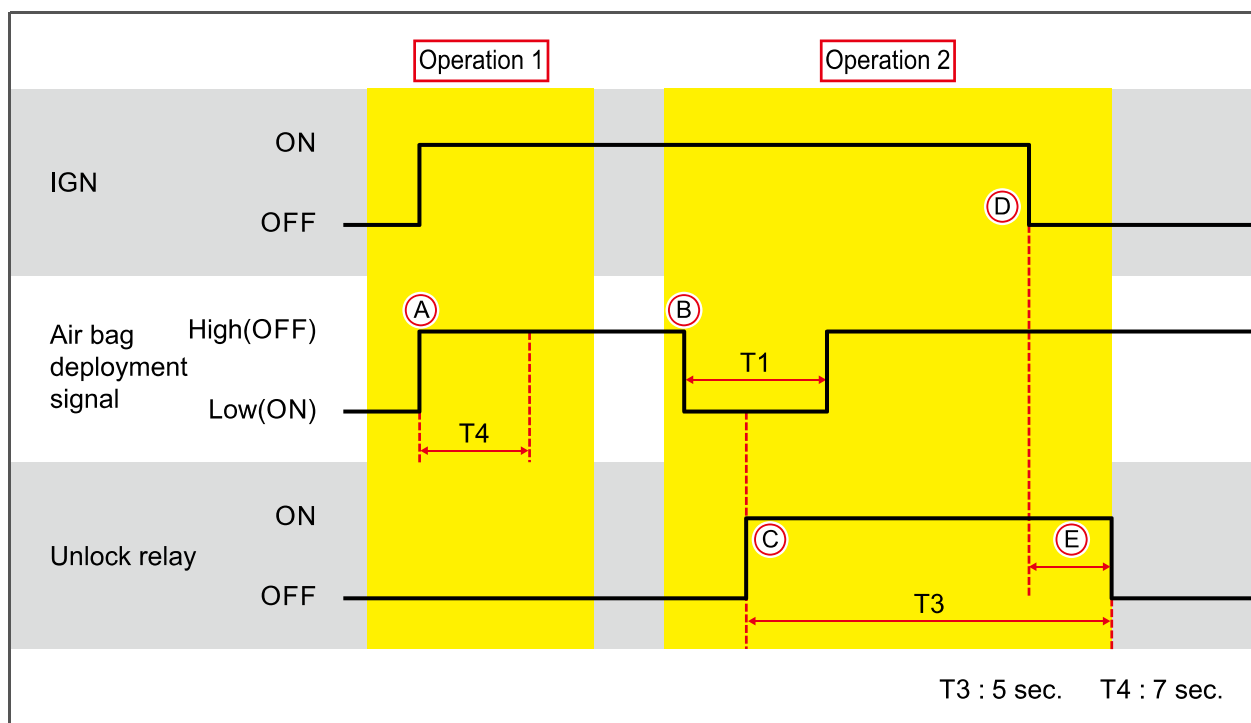 Operation 1
Operation 2
ON
IGN
OFF
D
A
B
High(OFF)
Air bag
deployment
signal
T1
Low(ON)
T4
ON
C
E
Unlock relay
OFF
T3
T3 : 5 sec. T4 : 7 sec.